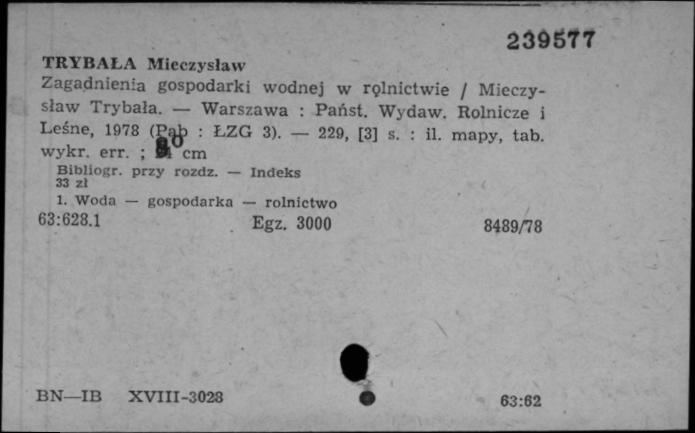 239577
TRYBAŁA Mieczysław
Zagadnienia gospodarki wodnej w rolnictwie / Mieczy-
sław Trybała. — Warszawa : Państ. Wydaw. Rolnicze i
Leśne, 1978 (Pab : ŁZG 3). — 229, [3] s. : il. mapy, tab.
wykr. err. ; cm
Bibliogr. przy rozdz. — Indeks
33 zł
1. Woda — gospodarka — rolnictwo
63:628.1 Egz. 3000 8489/78
BN—IB XVIII-3028 63:62